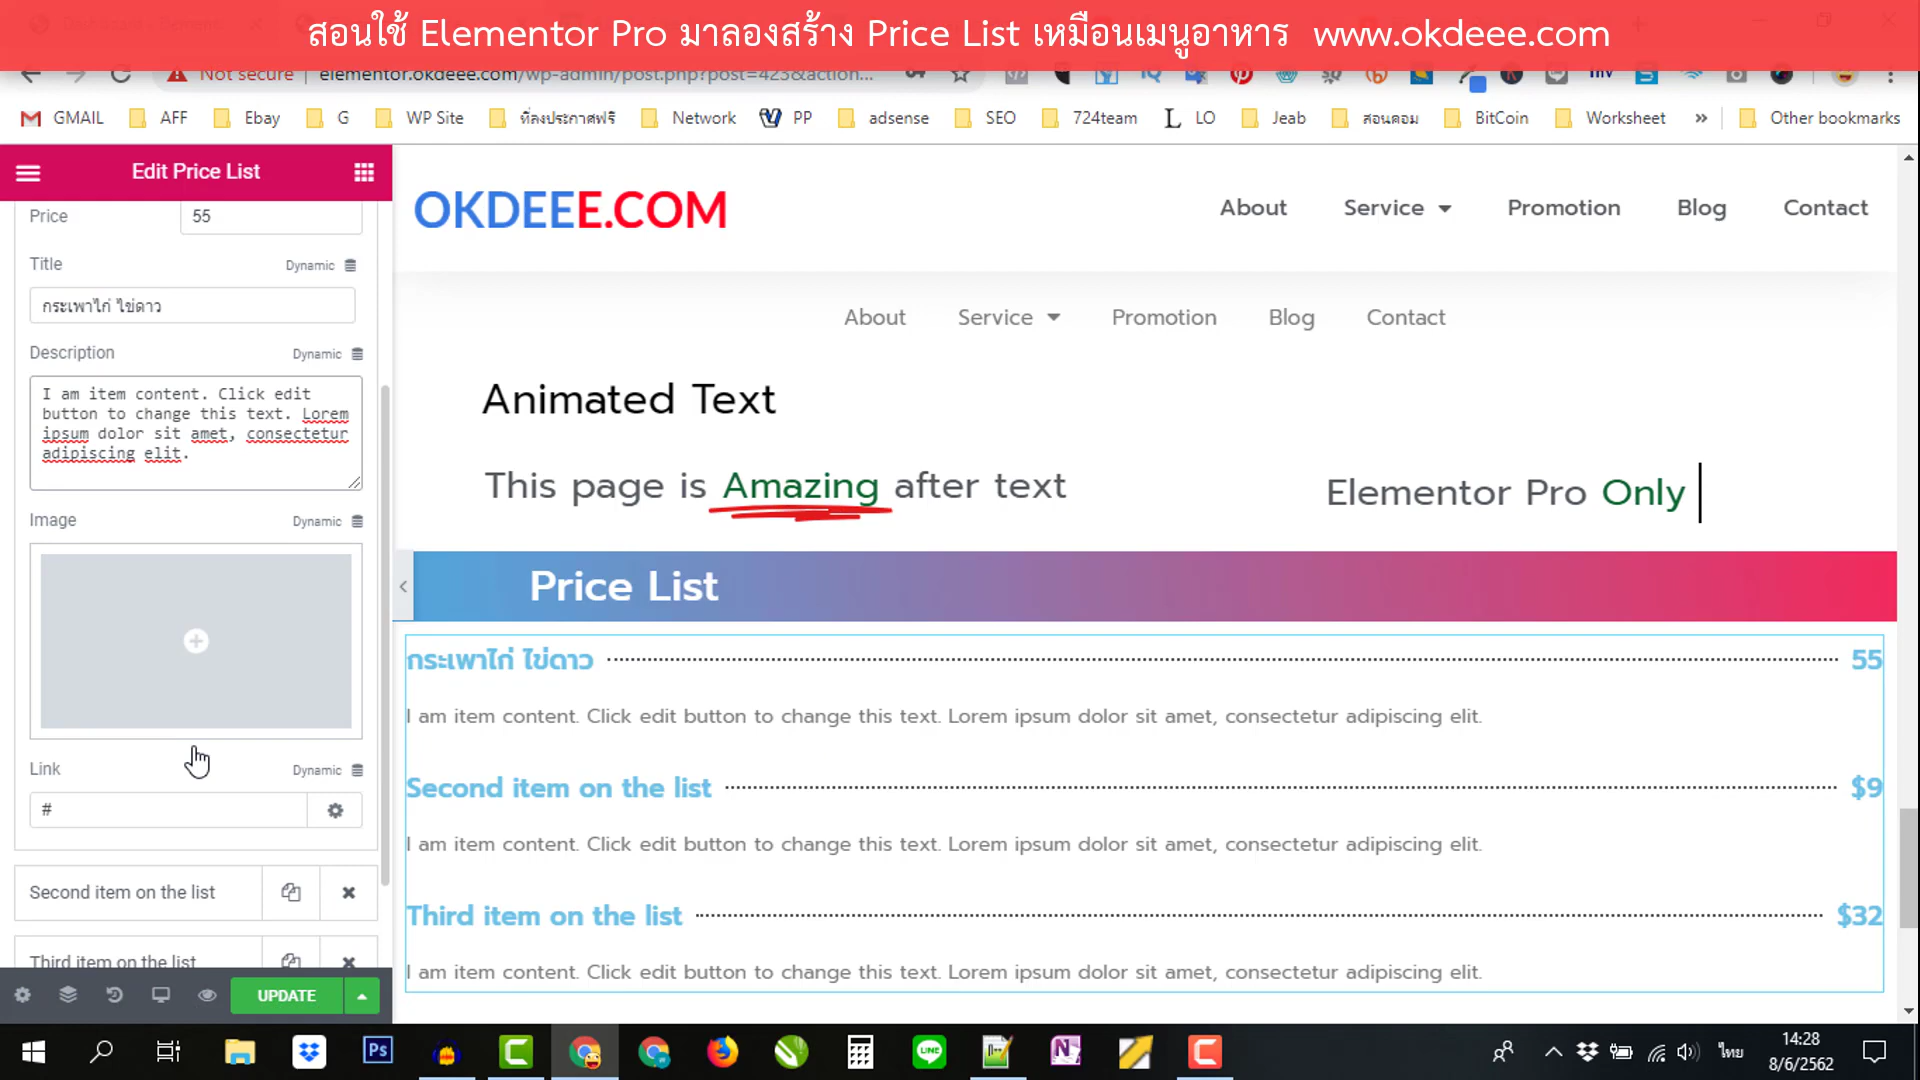 สอนใช้ Elementor Pro มาลองสร้าง Price List เหมือนเมนูอาหาร www.okdeee.com
Not secure elementor.okdeee.com/wp-admin/post.php?post=423&action...
GMAIL AFF Ebay G WP Site ที่ลงประกาศฟรี Network PP adsense SEO 724team LO Jeab สอนคอม BitCoin Worksheet » Other bookmarks
Edit Price List
Price 55
Title Dynamic
กระเพาไก่ ไข่ดาว
Description Dynamic
I am item content. Click edit
button to change this text. Lorem
ipsum dolor sit amet, consectetur
adipiscing elit.
Image Dynamic
Link Dynamic
#
Second item on the list
Third item on the list
UPDATE
OKDEEE.COM
About Service Promotion Blog Contact
About Service Promotion Blog Contact
Animated Text
This page is Amazing after text
Elementor Pro Only
Price List
กระเพาไก่ ไข่ดาว 55
I am item content. Click edit button to change this text. Lorem ipsum dolor sit amet, consectetur adipiscing elit.
Second item on the list $9
I am item content. Click edit button to change this text. Lorem ipsum dolor sit amet, consectetur adipiscing elit.
Third item on the list $32
I am item content. Click edit button to change this text. Lorem ipsum dolor sit amet, consectetur adipiscing elit.
Ps
LINE
N
ไทย
14:28
8/6/2562